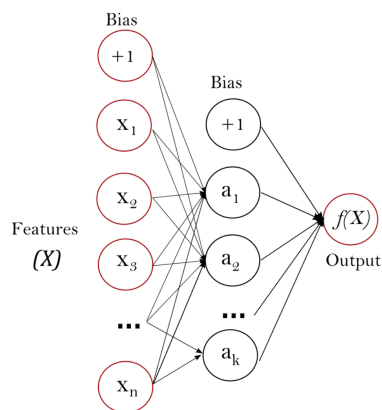 Bias
+1
x1
x2
x3
...
xn
Features
(X)
Bias
+1
a1
a2
...
ak
f(X)
Output